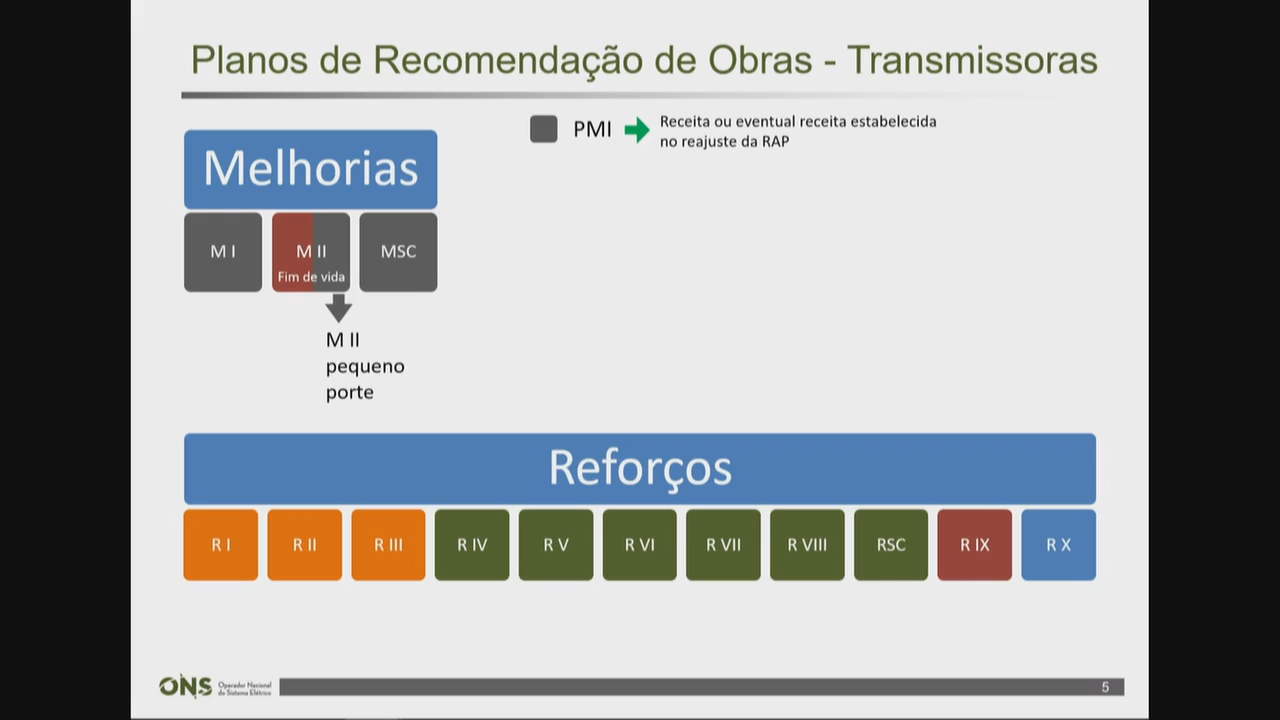 Planos de Recomendação de Obras - Transmissoras
PMI
Receita ou eventual receita estabelecida
no reajuste da RAP
Melhorias
M I
M II
Fim de vida
MSC
M II
pequeno
porte
Reforços
R I
R II
R III
R IV
R V
R VI
R VII
R VIII
RSC
R IX
R X
ONS
Operador Nacional
do Sistema Elétrico
5